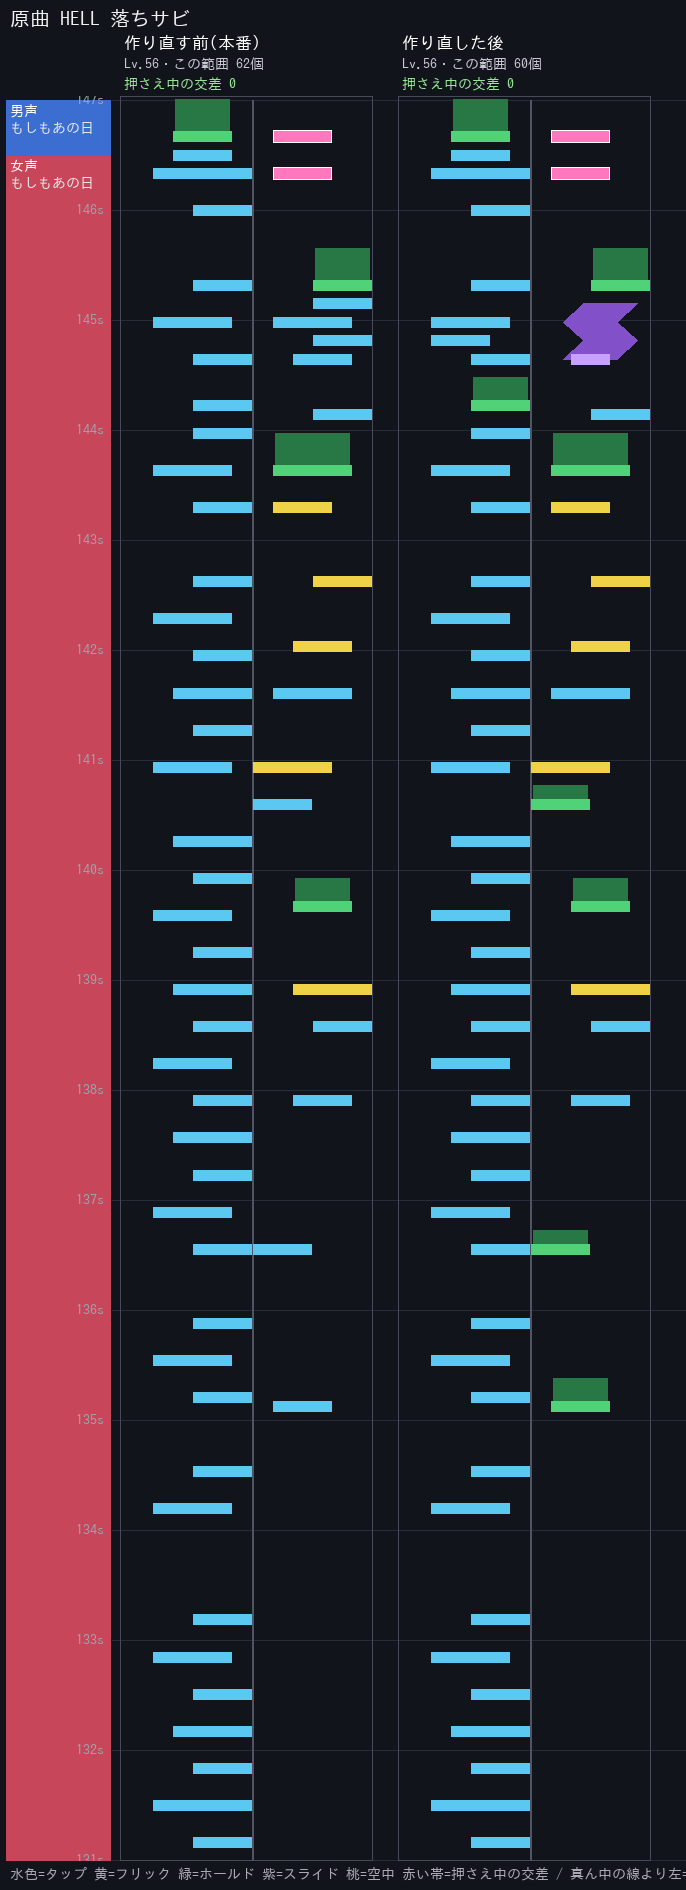 原曲 HELL 落ちサビ
作り直す前(本番)
Lv.56・この範囲 62個
押さえ中の交差 0
作り直した後
Lv.56・この範囲 60個
押さえ中の交差 0
147s
男声
もしもあの日
女声
もしもあの日
146s
145s
144s
143s
142s
141s
140s
139s
138s
137s
136s
135s
134s
133s
132s
131s
水色=タップ 黄=フリック 緑=ホールド 紫=スライド 桃=空中 赤い帯=押さえ中の交差 / 真ん中の線より左=